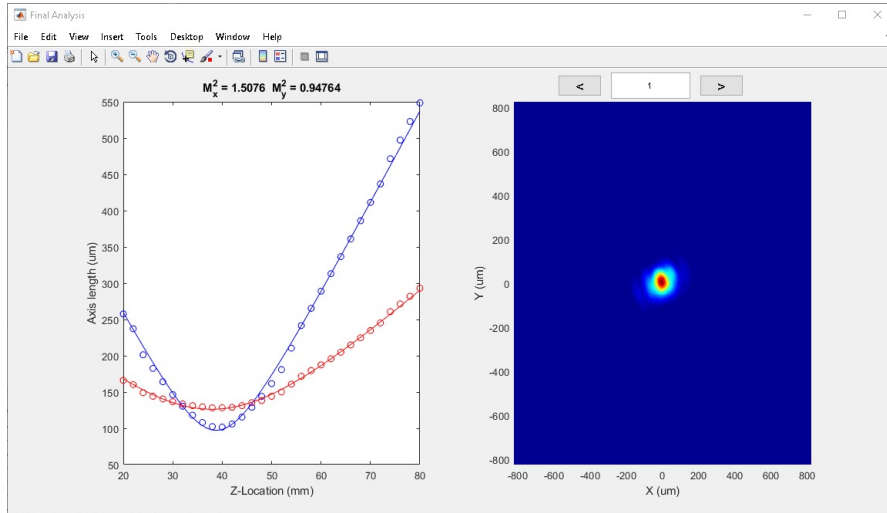 Final Analysis
File Edit View Insert Tools Desktop Window Help
M²ₓ = 1.5076 M²ᵧ = 0.94764
< 1 >
550
500
450
400
350
300
250
200
150
100
50
Axis length (um)
20 30 40 50 60 70 80
Z-Location (mm)
800
600
400
200
0
-200
-400
-600
-800
Y (um)
-800 -600 -400 -200 0 200 400 600 800
X (um)